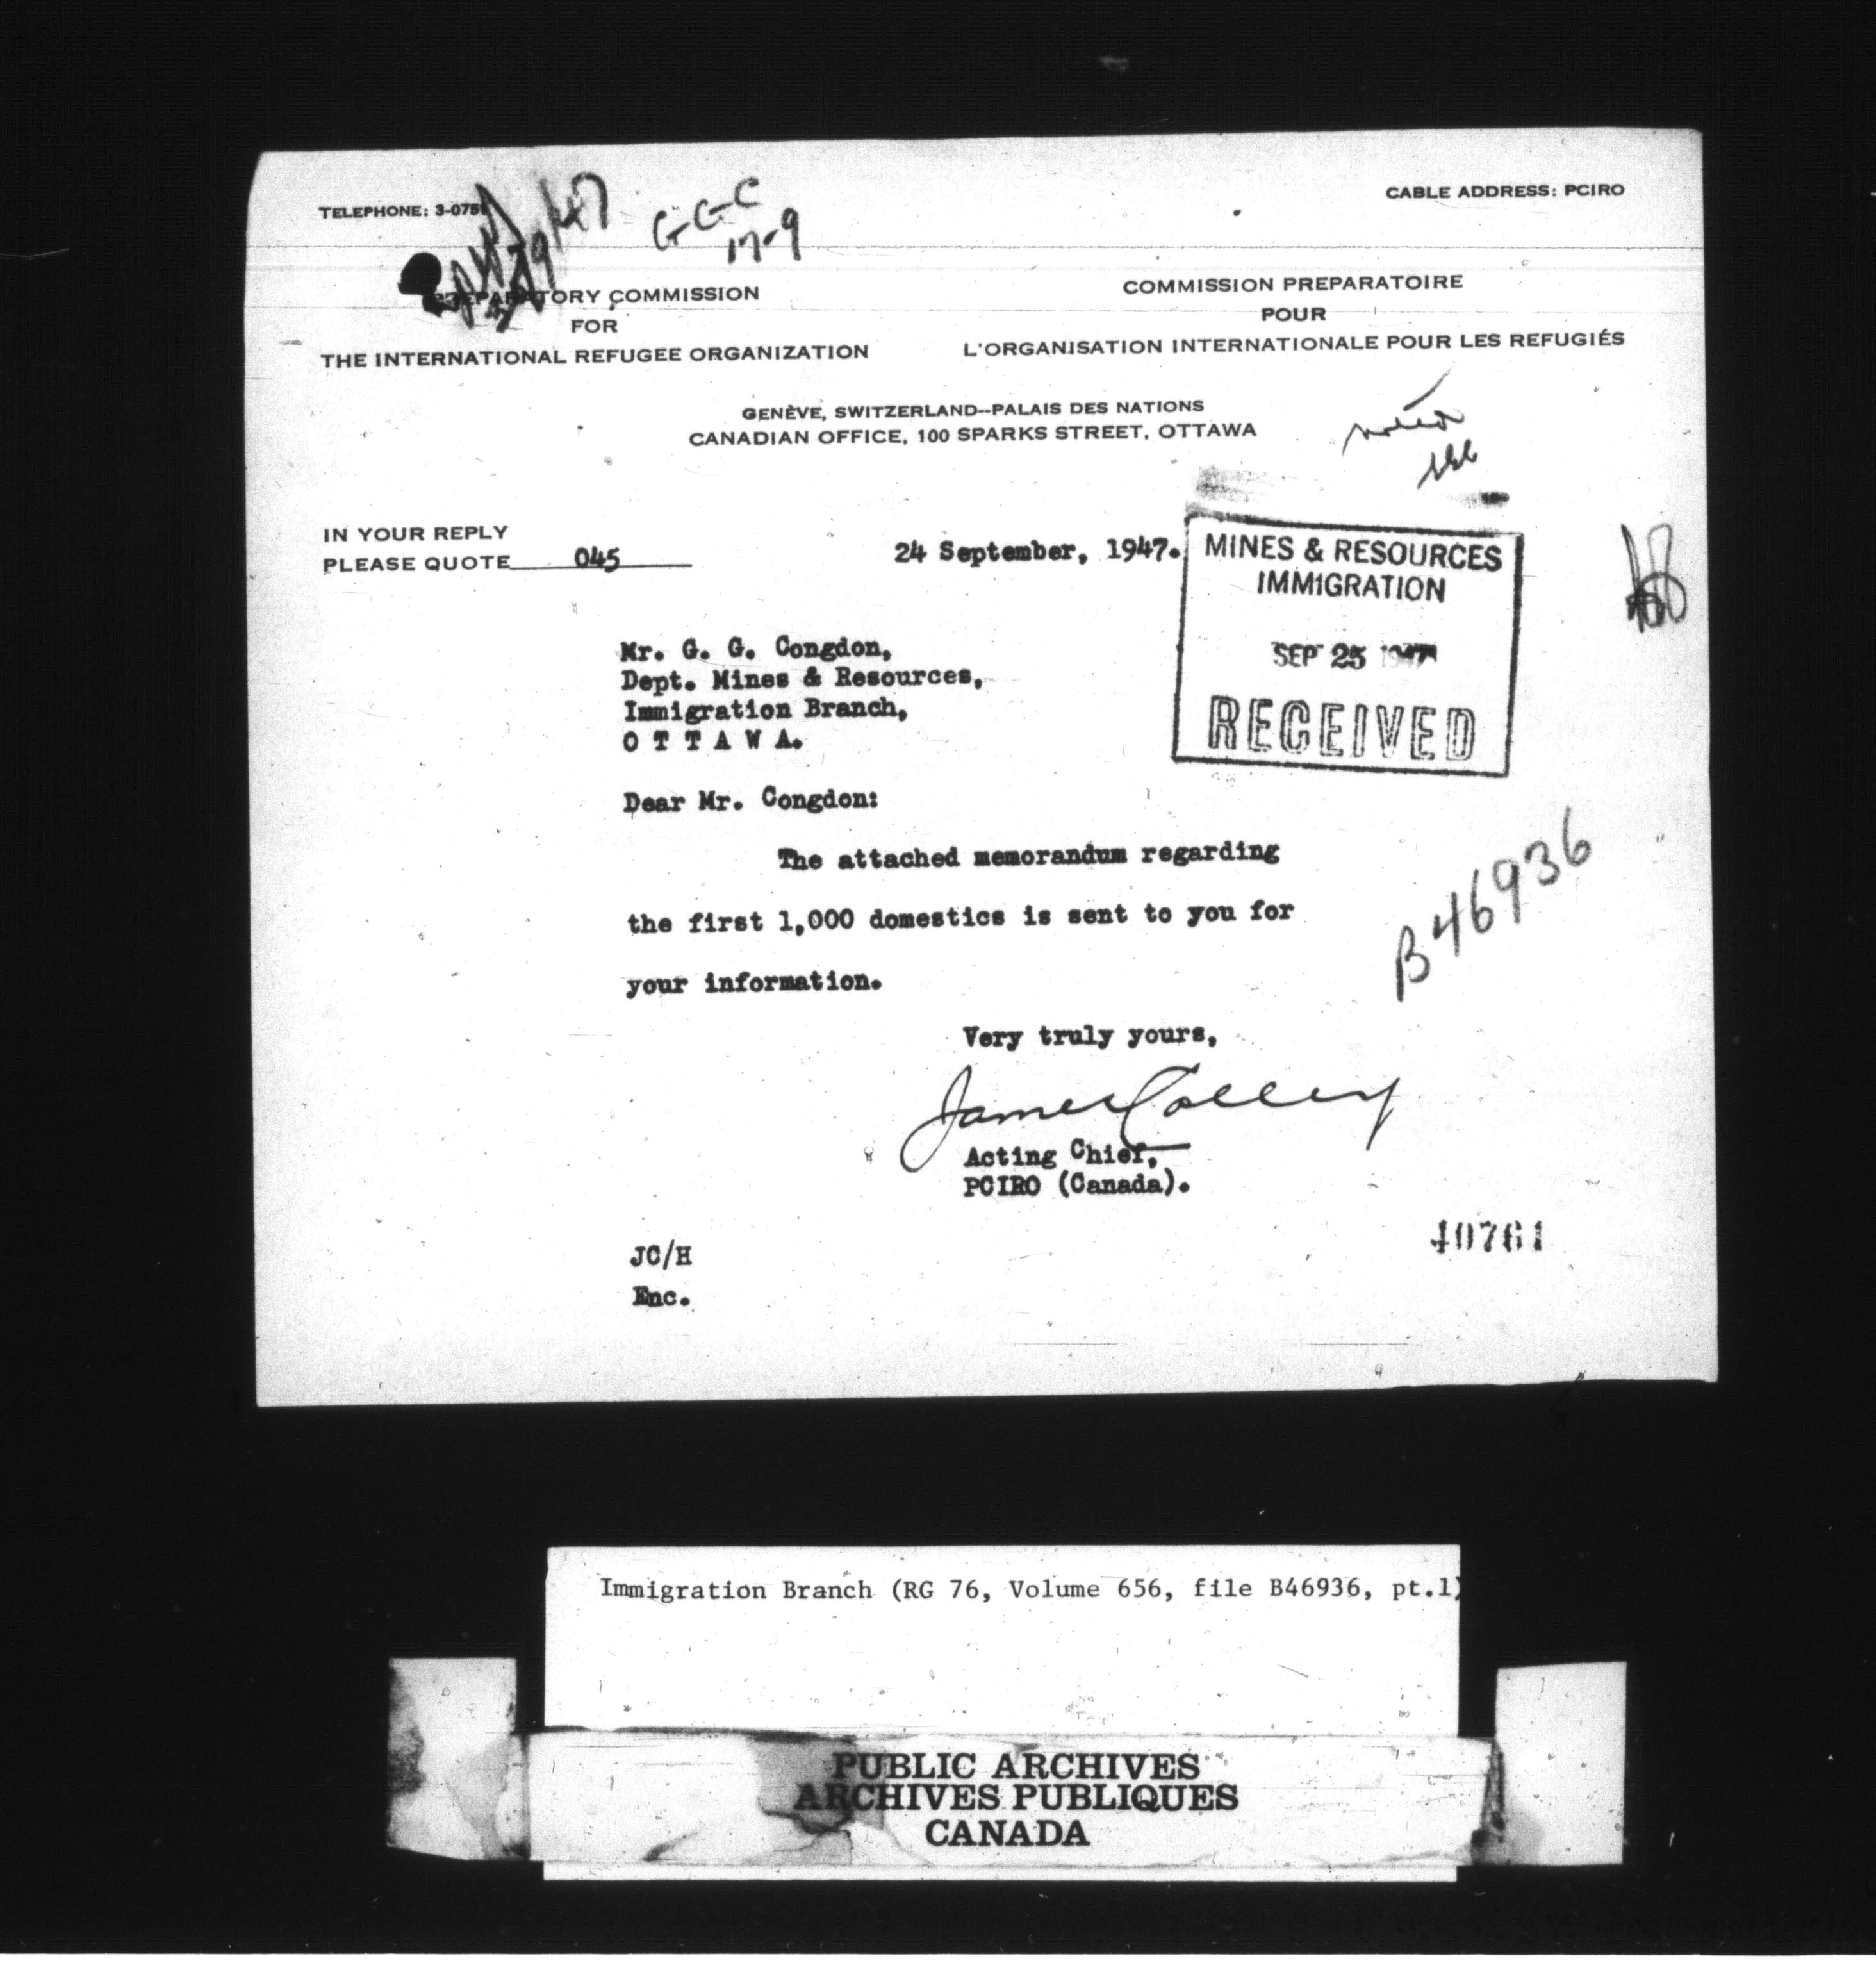 TELEPHONE: 3-075
CABLE ADDRESS: PCIRO
G-G-C
17-9
PREPARATORY COMMISSION
FOR
THE INTERNATIONAL REFUGEE ORGANIZATION
COMMISSION PREPARATOIRE
POUR
L'ORGANISATION INTERNATIONALE POUR LES REFUGIÉS
GENÈVE, SWITZERLAND--PALAIS DES NATIONS
CANADIAN OFFICE, 100 SPARKS STREET, OTTAWA
noted
IN YOUR REPLY
PLEASE QUOTE 045
24 September, 1947.
MINES & RESOURCES
IMMIGRATION
SEP 25 1947
RECEIVED
Mr. G. G. Congdon,
Dept. Mines & Resources,
Immigration Branch,
O T T A W A.
Dear Mr. Congdon:
The attached memorandum regarding
the first 1,000 domestics is sent to you for
your information.
B46936
Very truly yours,
James Colley
Acting Chief,
PCIRO (Canada).
40761
JC/H
Enc.
Immigration Branch (RG 76, Volume 656, file B46936, pt.1)
PUBLIC ARCHIVES
ARCHIVES PUBLIQUES
CANADA